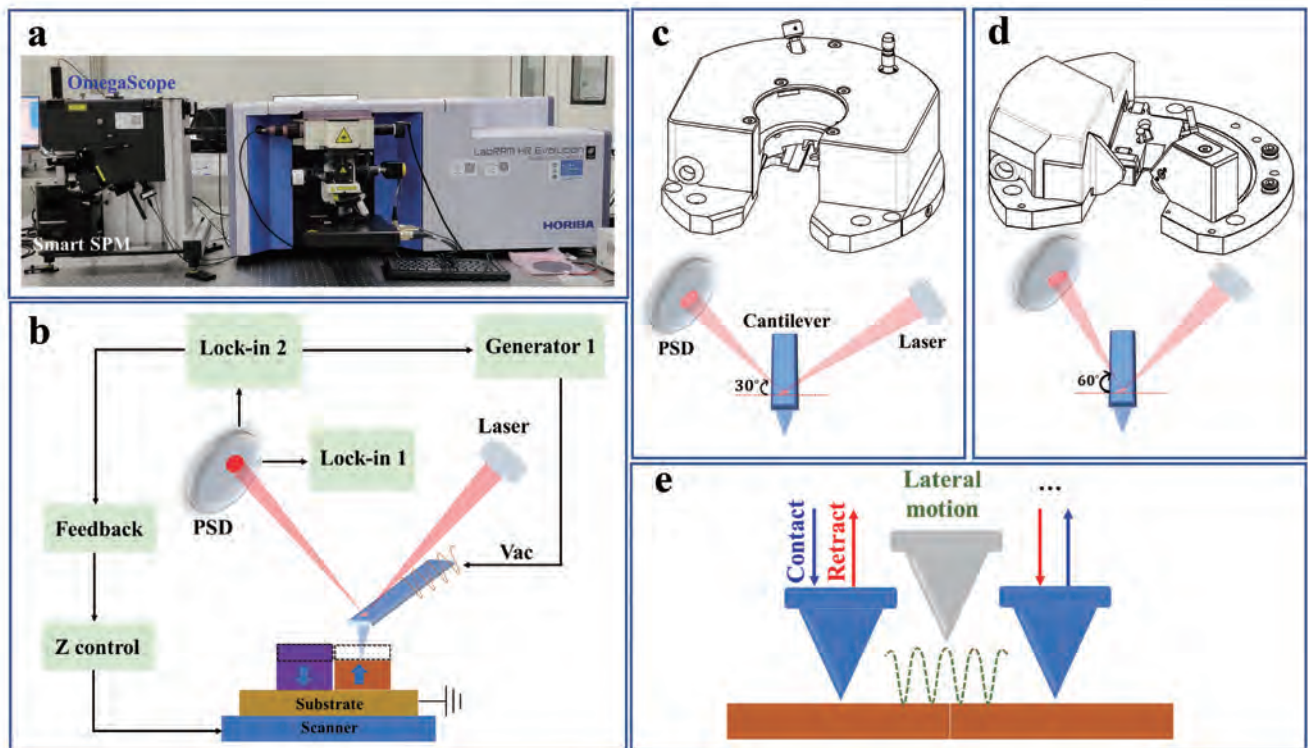 a
OmegaScope
LabRAM HR Evolution
HORIBA
Smart SPM
b
Lock-in 2
Generator 1
Laser
Lock-in 1
PSD
Feedback
Vac
Z control
Substrate
Scanner
c
PSD
Cantilever
Laser
30°
d
60°
e
Contact
Retract
Lateral
motion
...